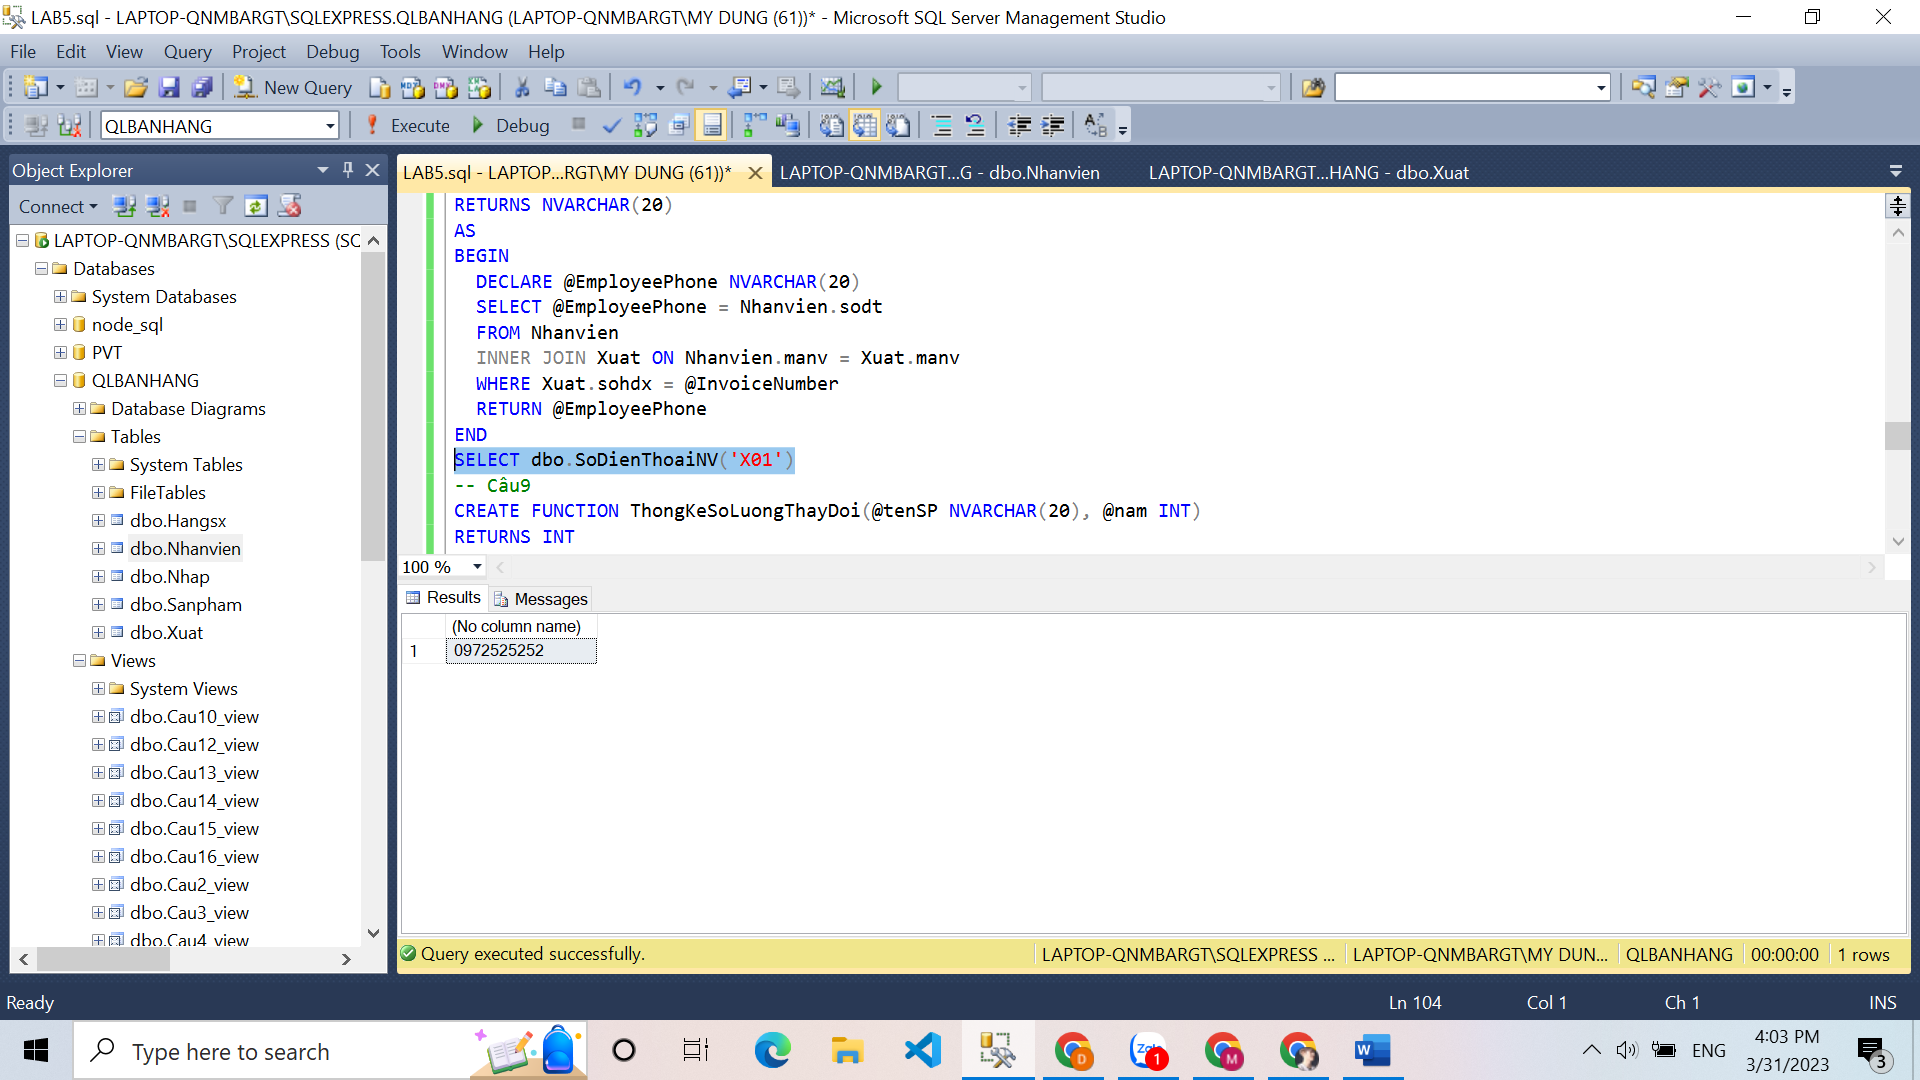 LAB5.sql - LAPTOP-QNMBARGT\SQLEXPRESS.QLBANHANG (LAPTOP-QNMBARGT\MY DUNG (61))* - Microsoft SQL Server Management Studio
File Edit View Query Project Debug Tools Window Help
New Query
QLBANHANG Execute Debug
Object Explorer
Connect
LAPTOP-QNMBARGT\SQLEXPRESS (SC
Databases
System Databases
node_sql
PVT
QLBANHANG
Database Diagrams
Tables
System Tables
FileTables
dbo.Hangsx
dbo.Nhanvien
dbo.Nhap
dbo.Sanpham
dbo.Xuat
Views
System Views
dbo.Cau10_view
dbo.Cau12_view
dbo.Cau13_view
dbo.Cau14_view
dbo.Cau15_view
dbo.Cau16_view
dbo.Cau2_view
dbo.Cau3_view
dbo.Cau4_view
LAB5.sql - LAPTOP...RGT\MY DUNG (61))* LAPTOP-QNMBARGT...G - dbo.Nhanvien LAPTOP-QNMBARGT...HANG - dbo.Xuat
RETURNS NVARCHAR(20)
AS
BEGIN
DECLARE @EmployeePhone NVARCHAR(20)
SELECT @EmployeePhone = Nhanvien.sodt
FROM Nhanvien
INNER JOIN Xuat ON Nhanvien.manv = Xuat.manv
WHERE Xuat.sohdx = @InvoiceNumber
RETURN @EmployeePhone
END
SELECT dbo.SoDienThoaiNV('X01')
-- Câu9
CREATE FUNCTION ThongKeSoLuongThayDoi(@tenSP NVARCHAR(20), @nam INT)
RETURNS INT
100 %
Results Messages
(No column name)
1 0972525252
Query executed successfully. LAPTOP-QNMBARGT\SQLEXPRESS ... LAPTOP-QNMBARGT\MY DUN... QLBANHANG 00:00:00 1 rows
Ready Ln 104 Col 1 Ch 1 INS
Type here to search
D
Zalo 1
M
W
ENG
4:03 PM
3/31/2023
3